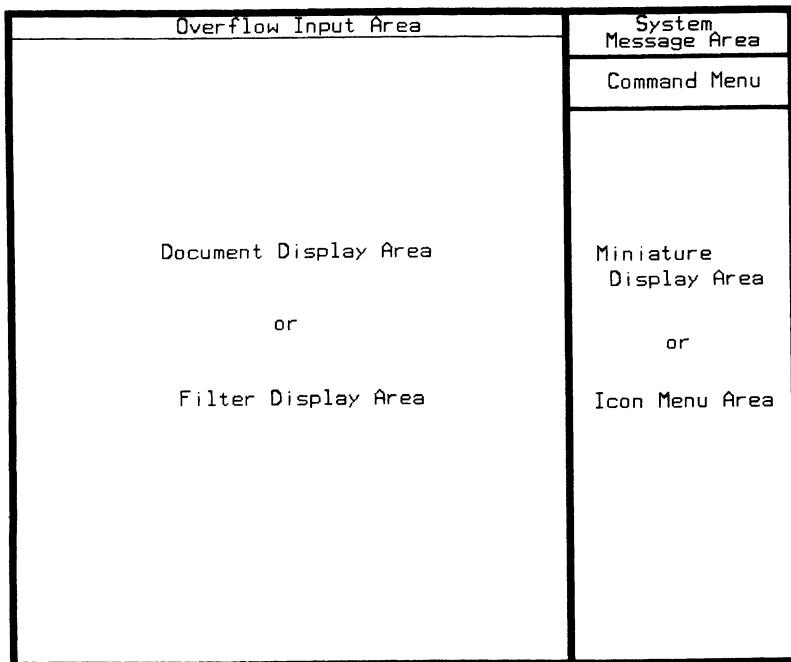 Overflow Input Area
System
Message Area
Command Menu
Document Display Area
or
Filter Display Area
Miniature
Display Area
or
Icon Menu Area